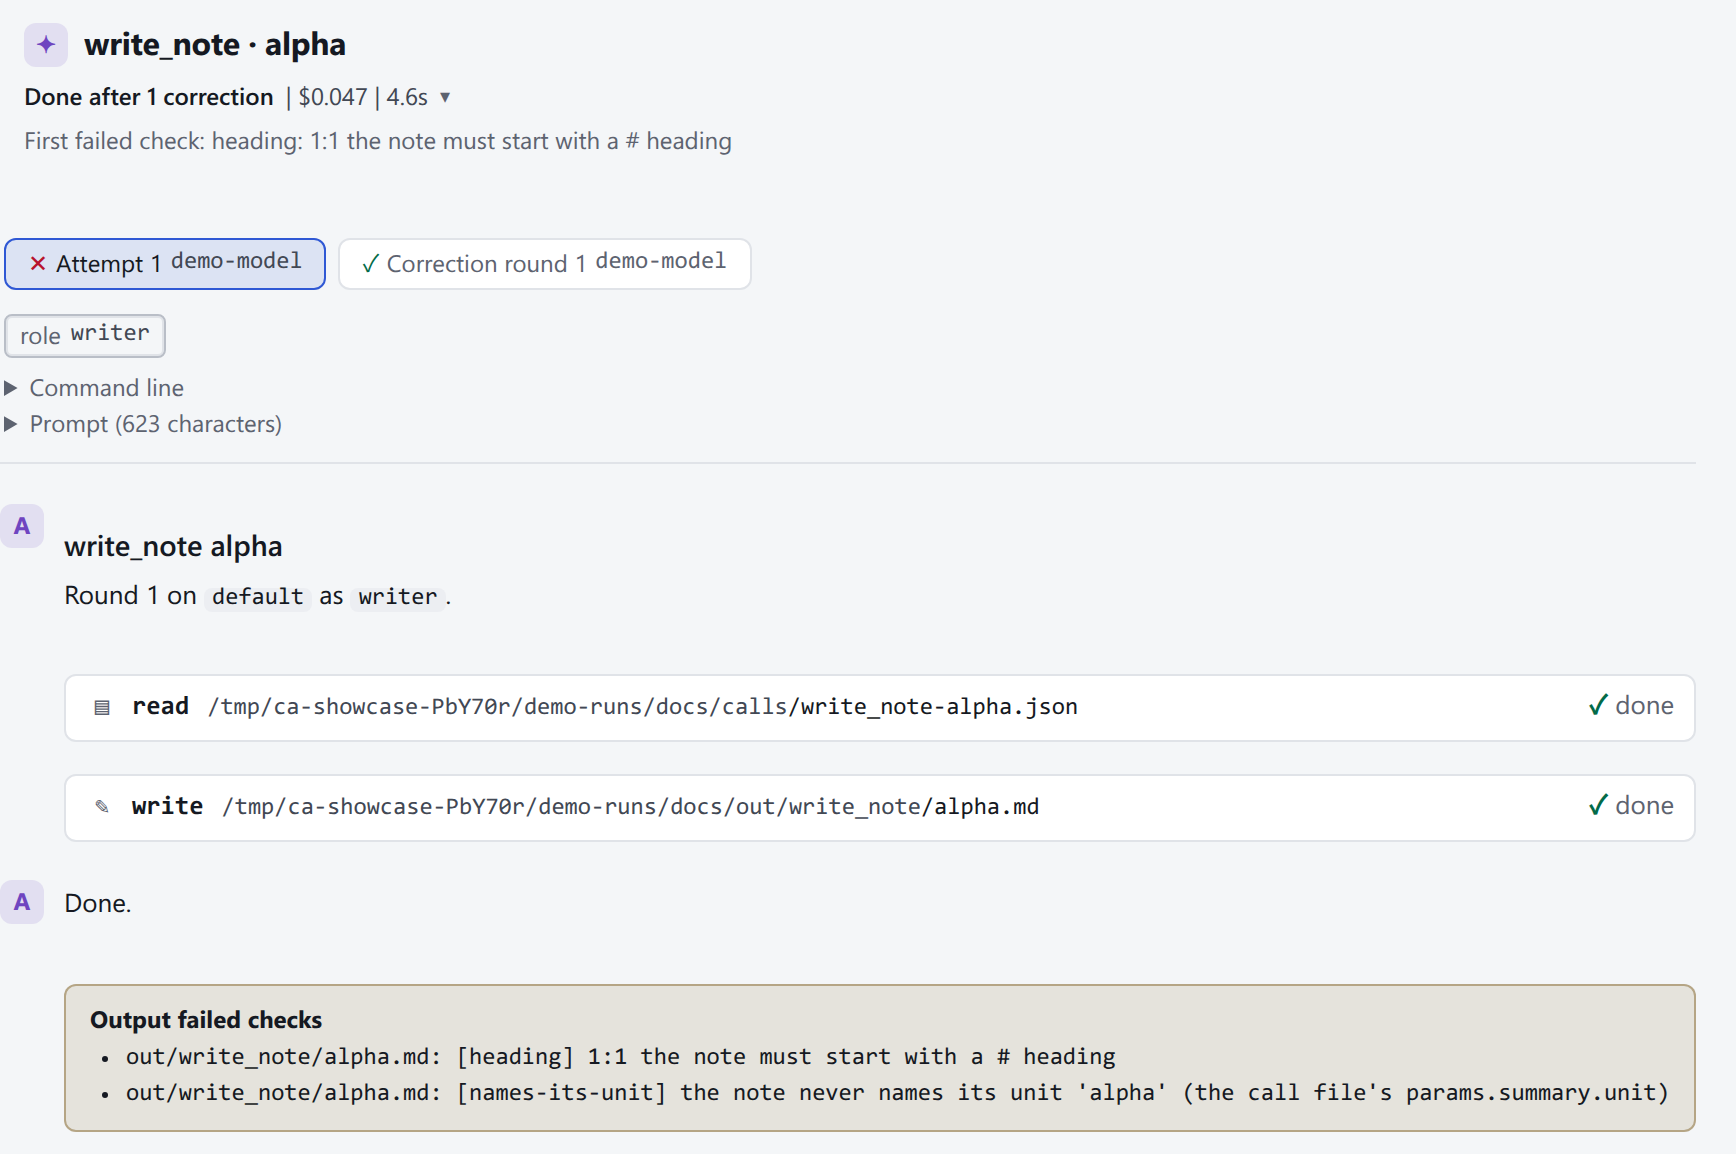 write_note · alpha
Done after 1 correction | $0.047 | 4.6s ▼
First failed check: heading: 1:1 the note must start with a # heading
✕ Attempt 1 demo-model ✓ Correction round 1 demo-model
role writer
▶ Command line
▶ Prompt (623 characters)
A
write_note alpha
Round 1 on default as writer.
read /tmp/ca-showcase-PbY70r/demo-runs/docs/calls/write_note-alpha.json ✓ done
write /tmp/ca-showcase-PbY70r/demo-runs/docs/out/write_note/alpha.md ✓ done
A Done.
Output failed checks
• out/write_note/alpha.md: [heading] 1:1 the note must start with a # heading
• out/write_note/alpha.md: [names-its-unit] the note never names its unit 'alpha' (the call file's params.summary.unit)